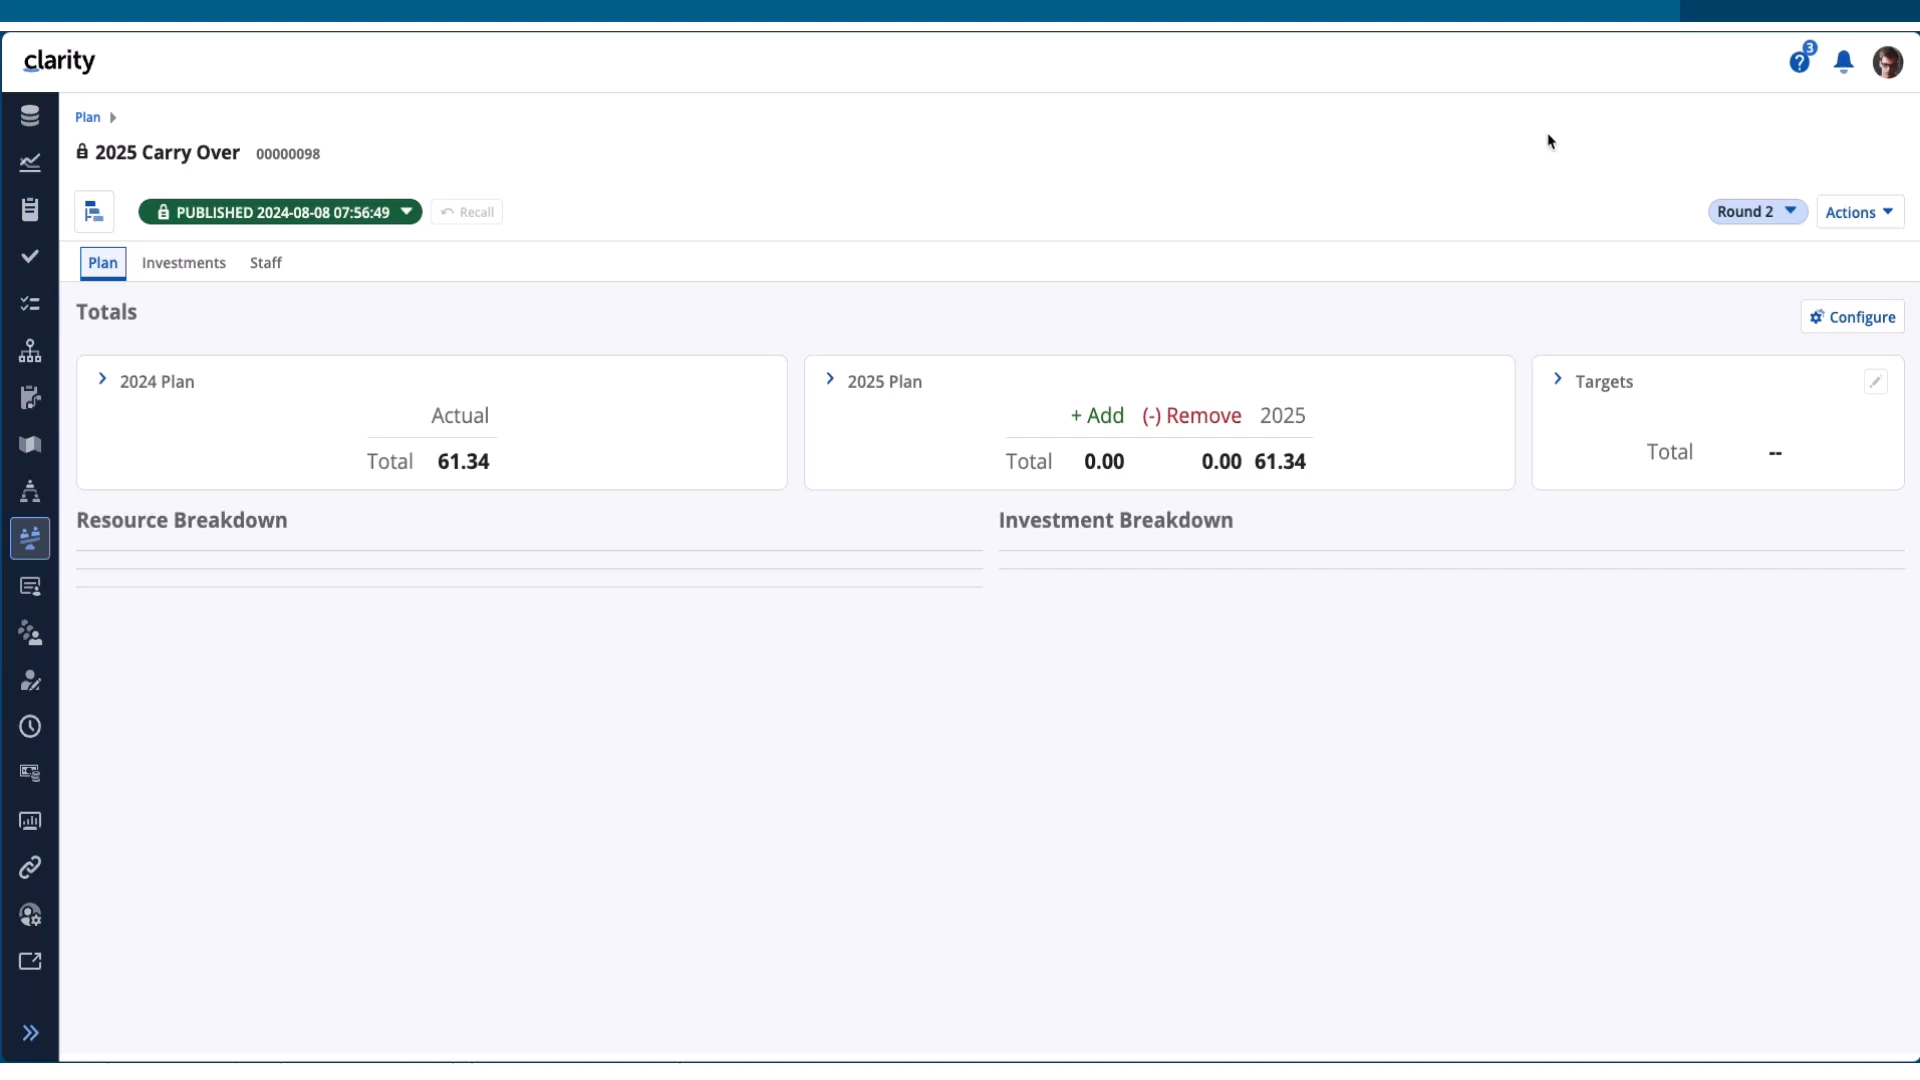 clarity
3
Plan
2025 Carry Over 00000098
PUBLISHED 2024-08-08 07:56:49 Recall
Round 2 Actions
Plan Investments Staff
Totals
Configure
2024 Plan
Actual
Total 61.34
2025 Plan
+ Add (-) Remove 2025
Total 0.00 0.00 61.34
Targets
Total --
Resource Breakdown
Investment Breakdown